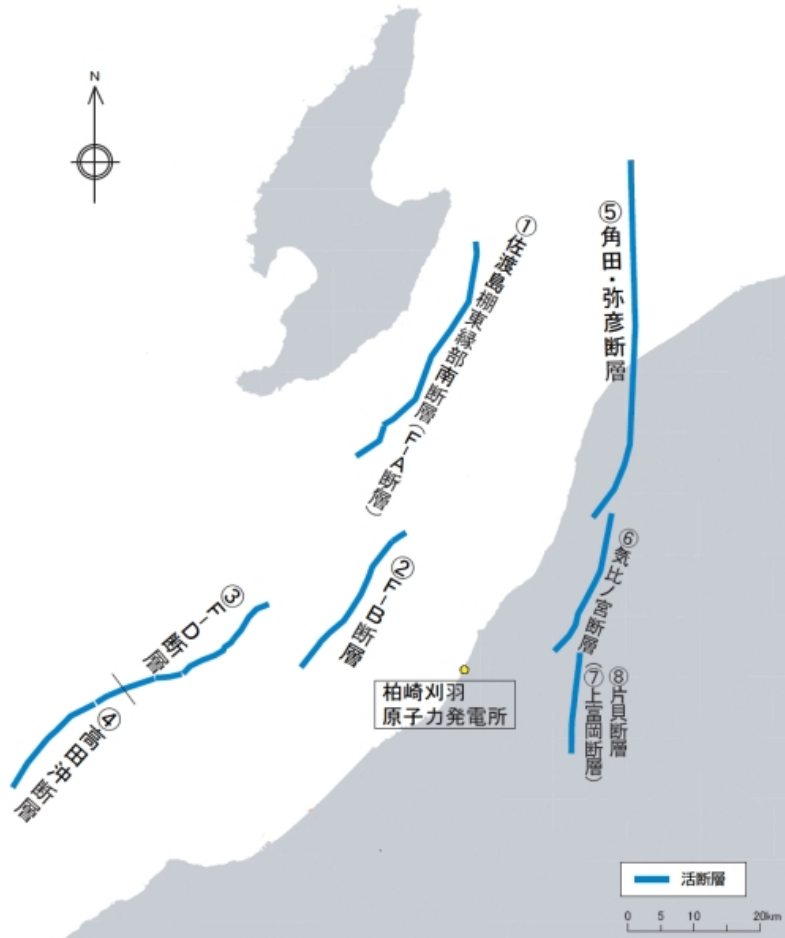 N
①佐渡島棚東縁部南断層(F-A断層)
②F-B断層
③F-D断層
④高田沖断層
⑤角田・弥彦断層
⑥気比ノ宮断層
⑧片貝断層
(⑦上富岡断層)
柏崎刈羽
原子力発電所
活断層
0 5 10 20km